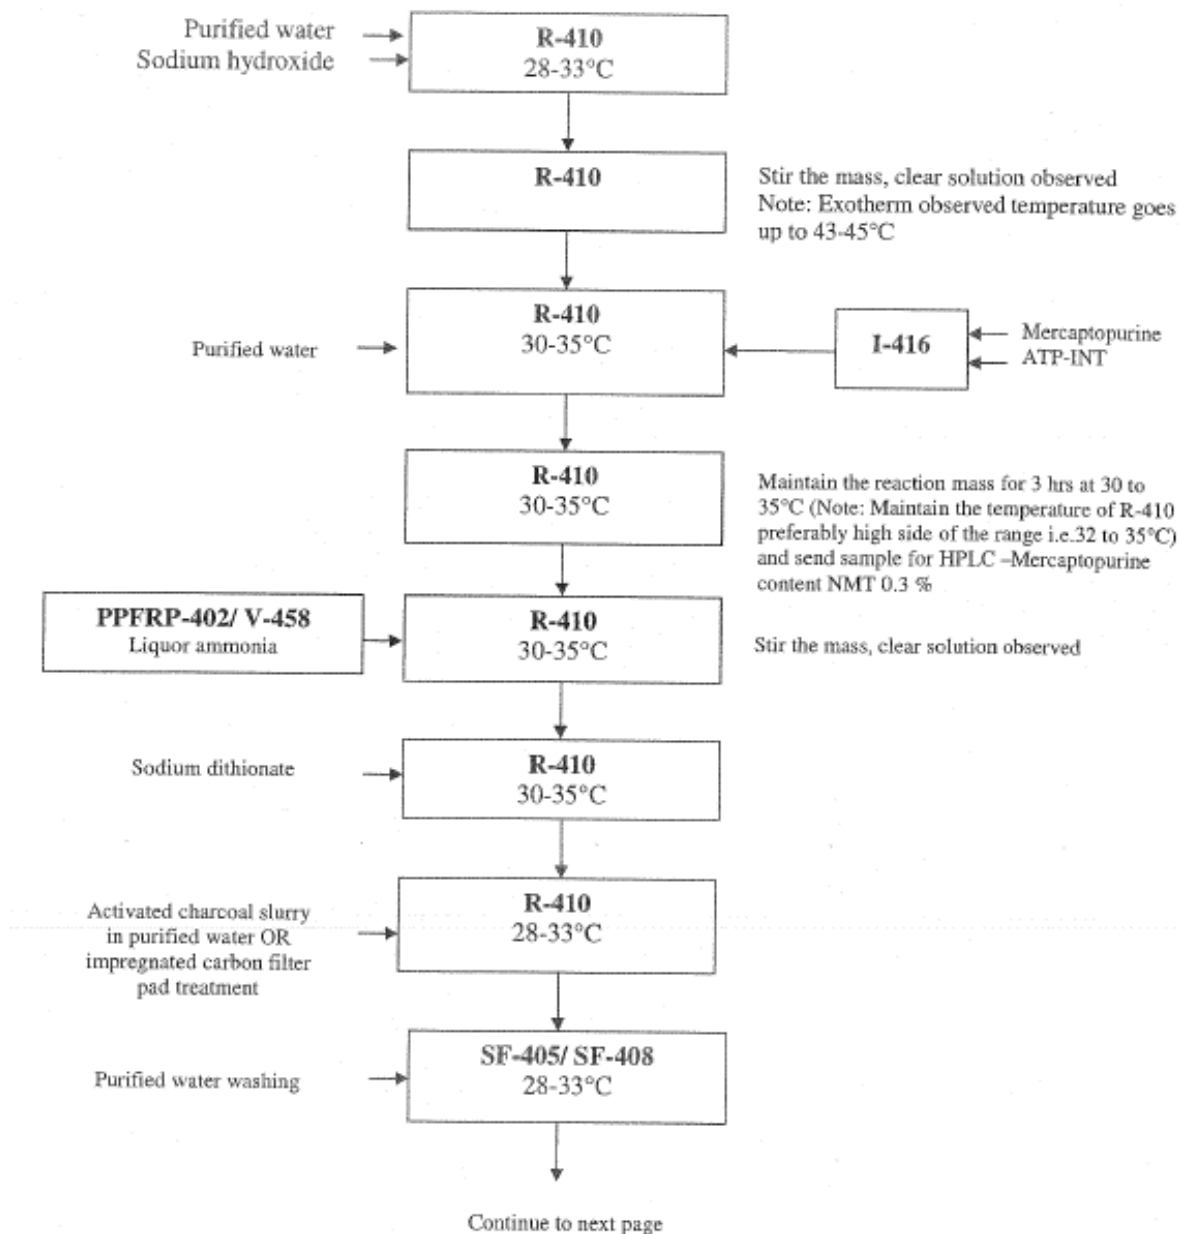 Purified water
Sodium hydroxide
R-410
28-33°C
R-410
Stir the mass, clear solution observed
Note: Exotherm observed temperature goes
up to 43-45°C
Purified water
R-410
30-35°C
I-416
Mercaptopurine
ATP-INT
R-410
30-35°C
Maintain the reaction mass for 3 hrs at 30 to
35°C (Note: Maintain the temperature of R-410
preferably high side of the range i.e.32 to 35°C)
and send sample for HPLC –Mercaptopurine
content NMT 0.3 %
PPFRP-402/ V-458
Liquor ammonia
R-410
30-35°C
Stir the mass, clear solution observed
Sodium dithionate
R-410
30-35°C
Activated charcoal slurry
in purified water OR
impregnated carbon filter
pad treatment
R-410
28-33°C
Purified water washing
SF-405/ SF-408
28-33°C
Continue to next page